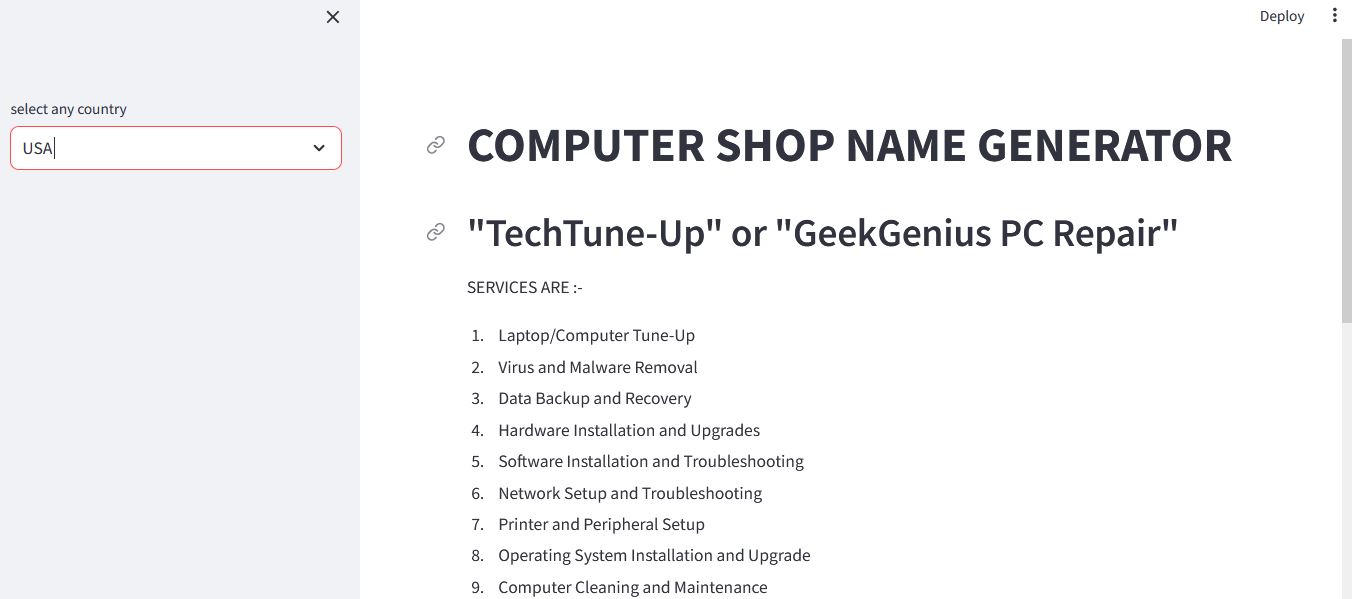 Deploy
select any country
USA
COMPUTER SHOP NAME GENERATOR
"TechTune-Up" or "GeekGenius PC Repair"
SERVICES ARE :-
1. Laptop/Computer Tune-Up
2. Virus and Malware Removal
3. Data Backup and Recovery
4. Hardware Installation and Upgrades
5. Software Installation and Troubleshooting
6. Network Setup and Troubleshooting
7. Printer and Peripheral Setup
8. Operating System Installation and Upgrade
9. Computer Cleaning and Maintenance